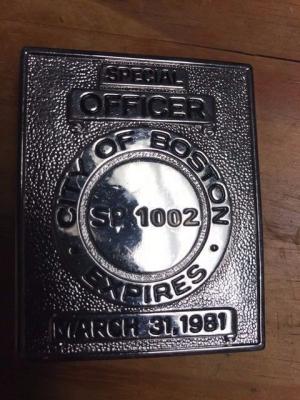 SPECIAL
OFFICER
CITY OF BOSTON
SP 1002
EXPIRES
MARCH 31, 1981